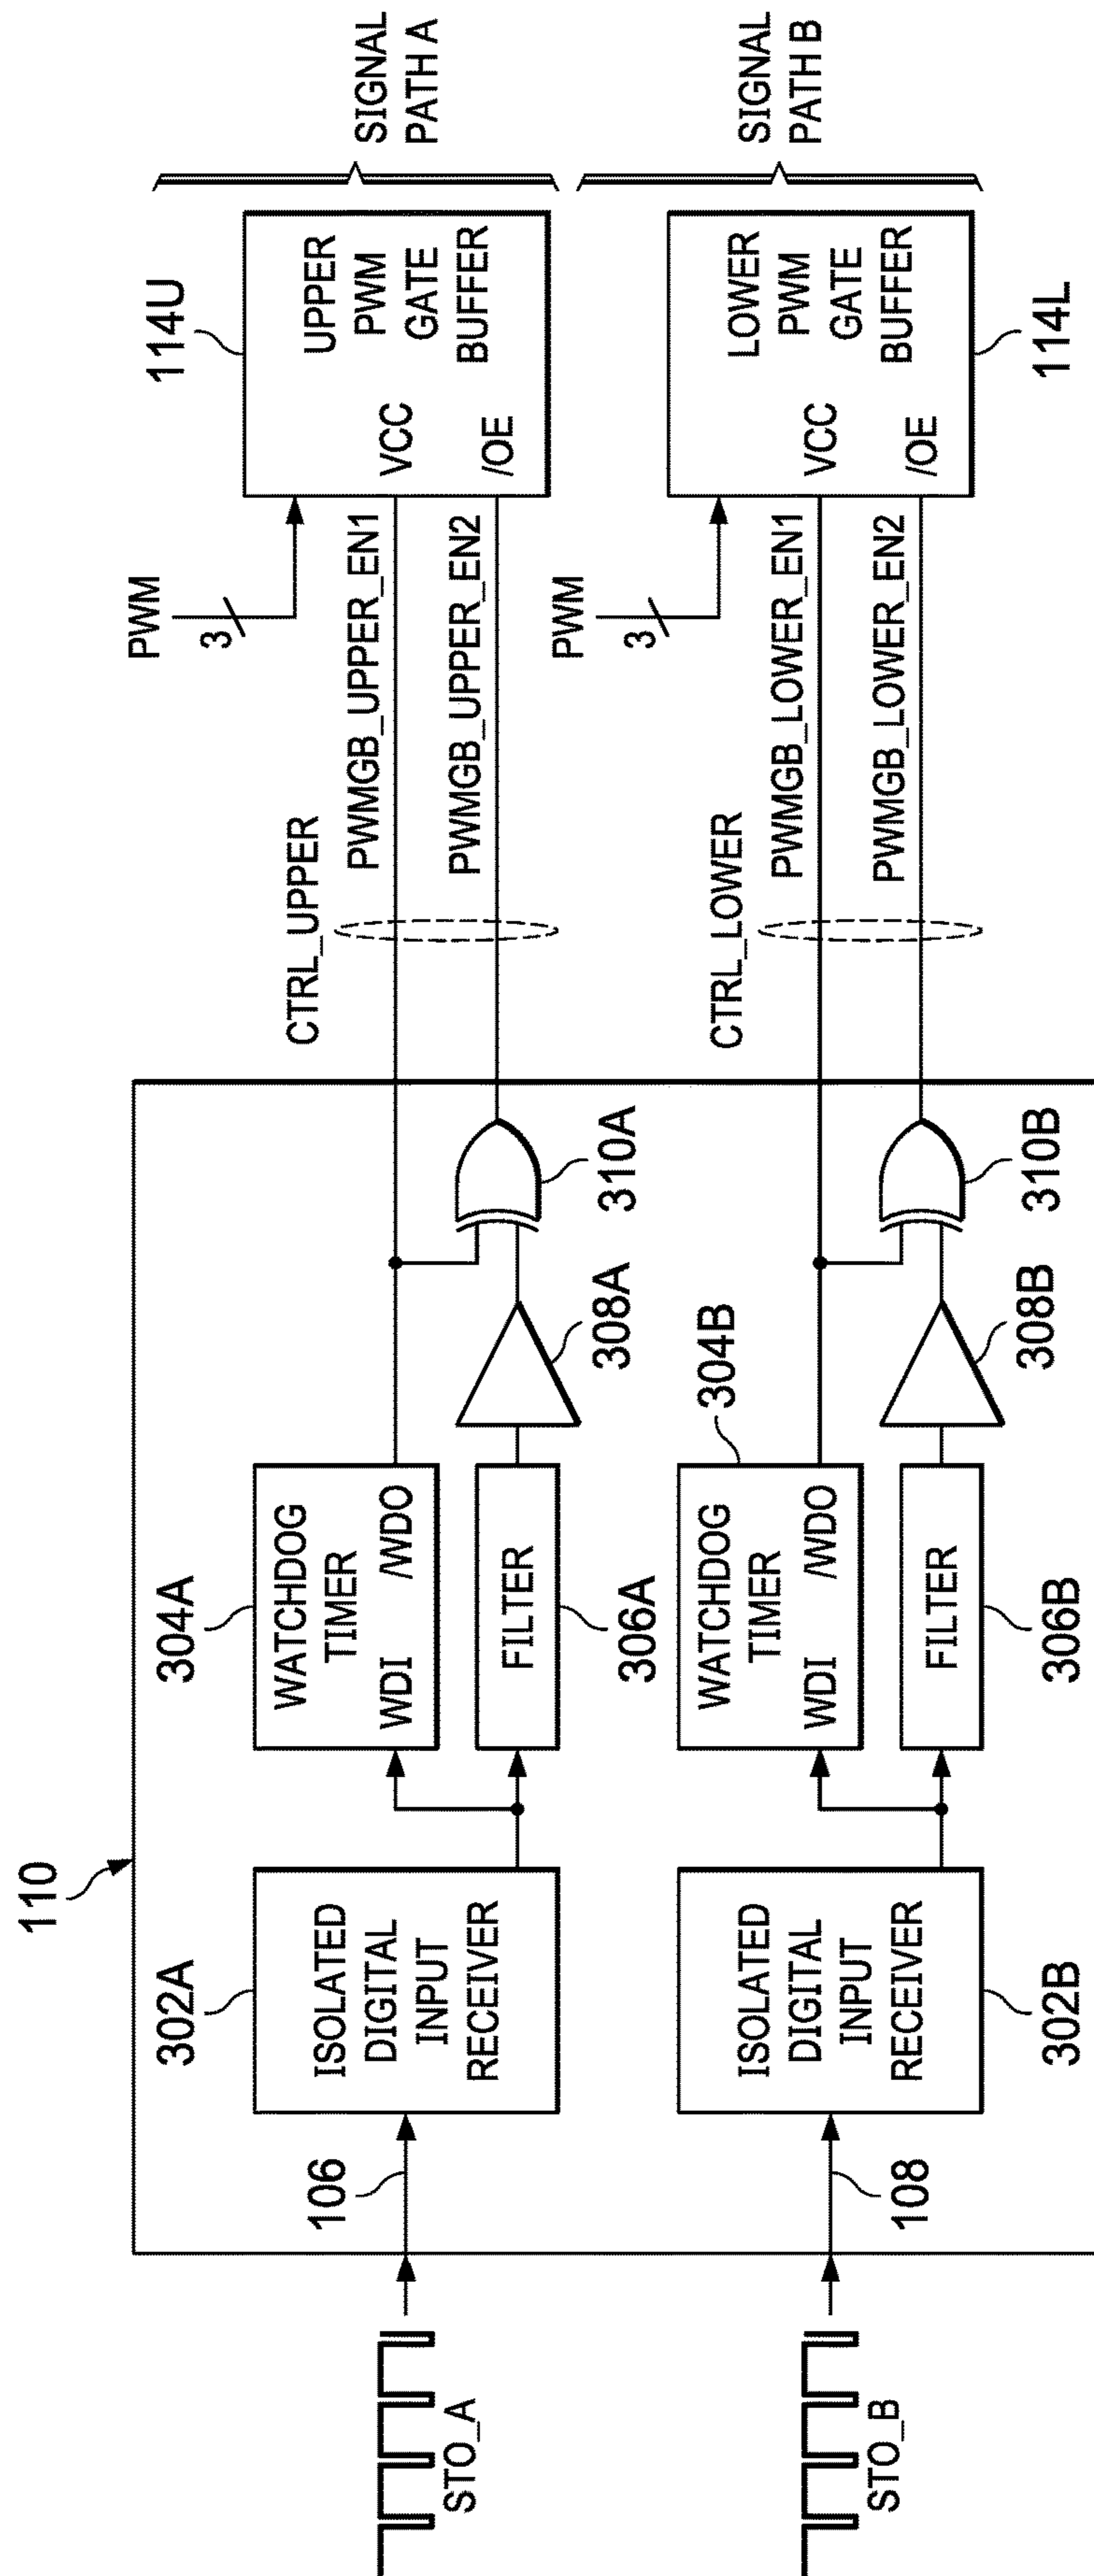 110
STO_A
106
302A
ISOLATED
DIGITAL
INPUT
RECEIVER
304A
WATCHDOG
TIMER
WDI
/WDO
FILTER
306A
308A
310A
CTRL_UPPER
PWMGB_UPPER_EN1
PWMGB_UPPER_EN2
PWM
3
114U
UPPER
PWM
GATE
BUFFER
VCC
/OE
SIGNAL
PATH A
STO_B
108
302B
ISOLATED
DIGITAL
INPUT
RECEIVER
304B
WATCHDOG
TIMER
WDI
/WDO
FILTER
306B
308B
310B
CTRL_LOWER
PWMGB_LOWER_EN1
PWMGB_LOWER_EN2
PWM
3
114L
LOWER
PWM
GATE
BUFFER
VCC
/OE
SIGNAL
PATH B